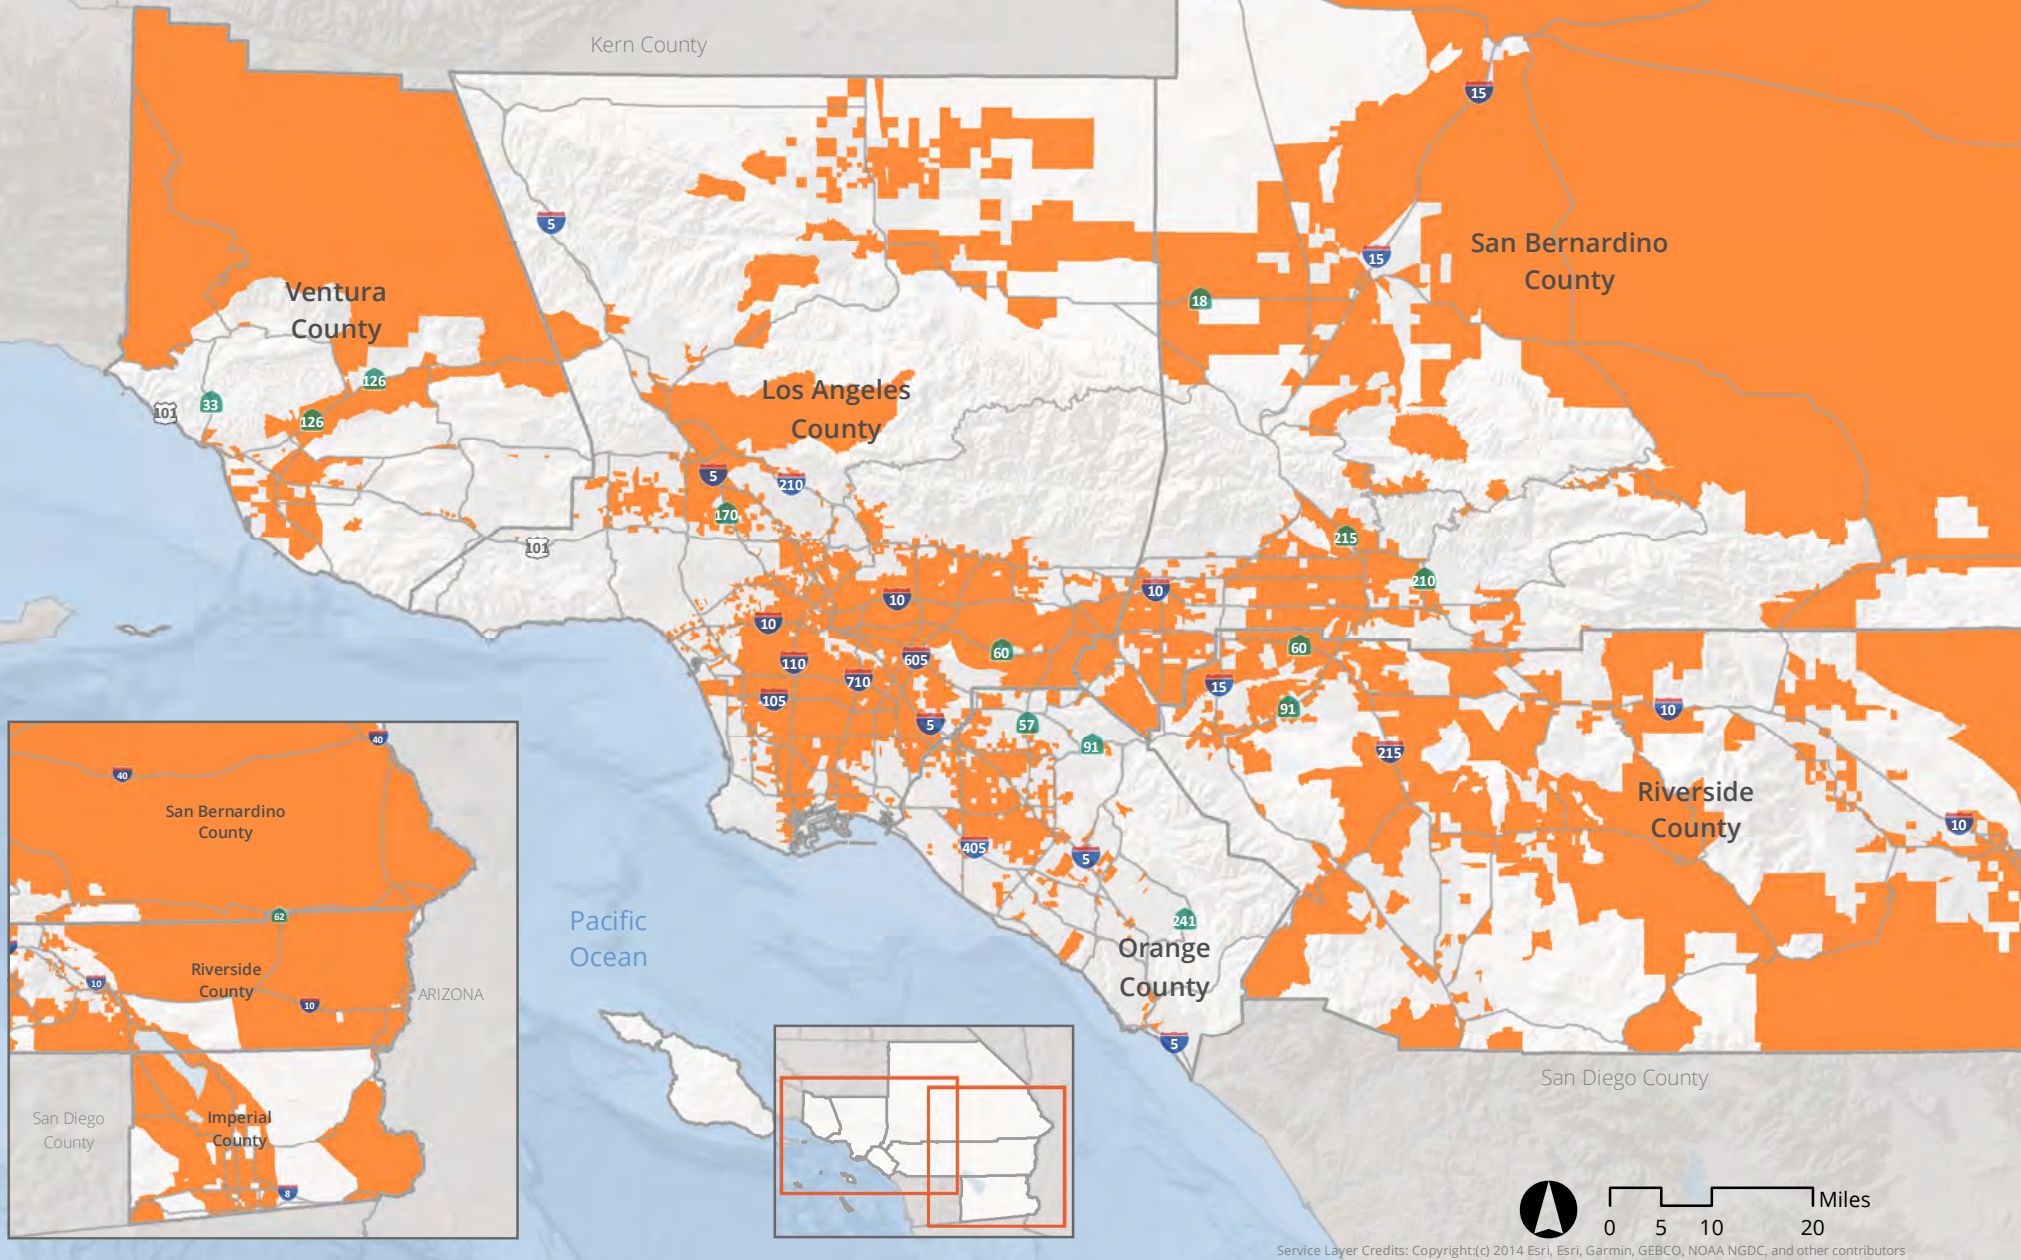 Kern County
15
5
San Bernardino
County
15
Ventura
County
18
126
Los Angeles
County
33
101
126
5
210
170
101
215
210
10
10
10
60
60
110
605
710
15
105
91
5
57
91
10
215
40
40
San Bernardino
County
Riverside
County
10
405
5
62
Pacific
Ocean
241
Orange
County
Riverside
County
10
10
ARIZONA
5
San Diego County
San Diego
County
Imperial
County
8
Miles
0 5 10 20
Service Layer Credits: Copyright:(c) 2014 Esri, Esri, Garmin, GEBCO, NOAA NGDC, and other contributors